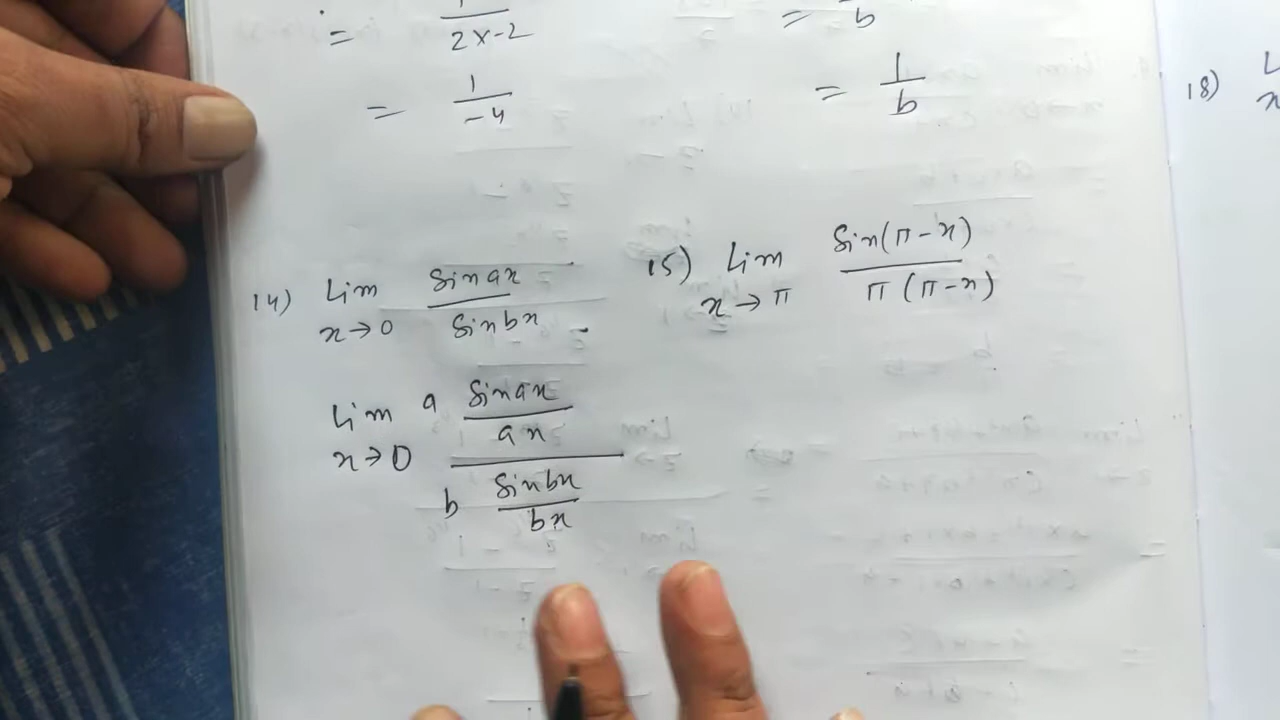 = 1/(2×-2)
= 1/-4
= /b
= 1/b
18)
14) Lim x→0 sin ax / sin bx
Lim x→0 a (sin ax / ax) / b (sin bx / bx)
15) Lim x→π sin(π-x) / π(π-x)